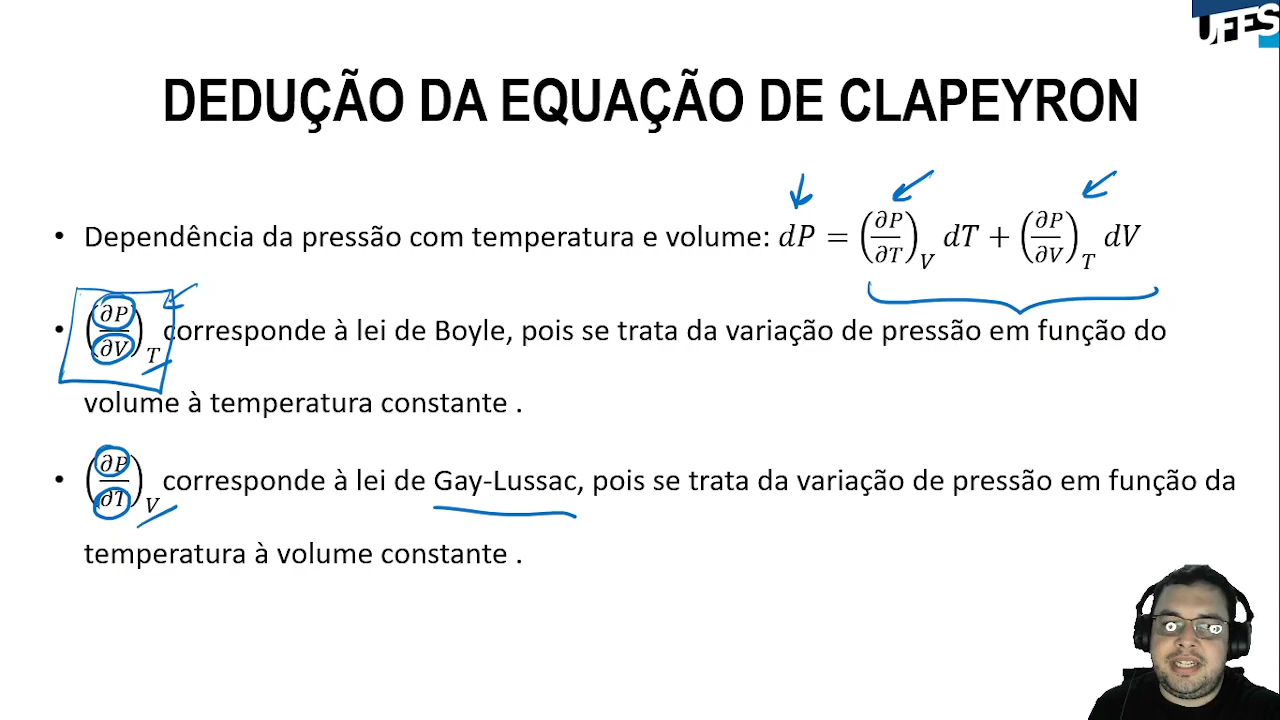 UFES
DEDUÇÃO DA EQUAÇÃO DE CLAPEYRON
• Dependência da pressão com temperatura e volume: dP = (∂P/∂T)_V dT + (∂P/∂V)_T dV
• (∂P/∂V)_T corresponde à lei de Boyle, pois se trata da variação de pressão em função do
volume à temperatura constante .
• (∂P/∂T)_V corresponde à lei de Gay-Lussac, pois se trata da variação de pressão em função da
temperatura à volume constante .